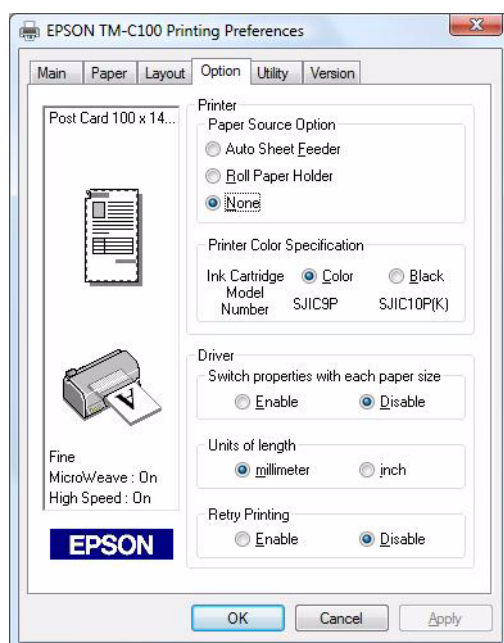 EPSON TM-C100 Printing Preferences
Main Paper Layout Option Utility Version
Post Card 100 x 14...
Fine
MicroWeave : On
High Speed : On
EPSON
Printer
Paper Source Option
Auto Sheet Feeder
Roll Paper Holder
None
Printer Color Specification
Ink Cartridge Color Black
Model
Number SJIC9P SJIC10P(K)
Driver
Switch properties with each paper size
Enable Disable
Units of length
millimeter inch
Retry Printing
Enable Disable
OK Cancel Apply